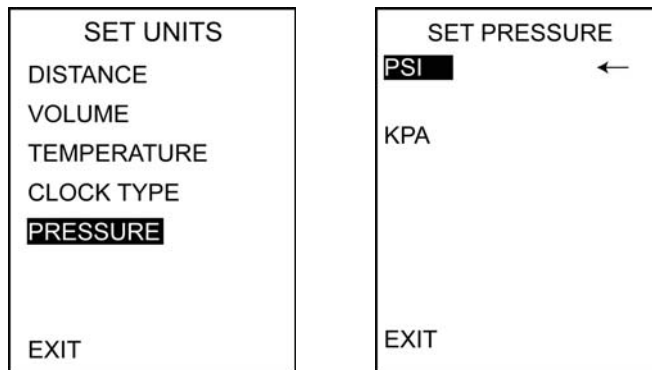 SET UNITS
DISTANCE
VOLUME
TEMPERATURE
CLOCK TYPE
PRESSURE
EXIT
SET PRESSURE
PSI ←
KPA
EXIT